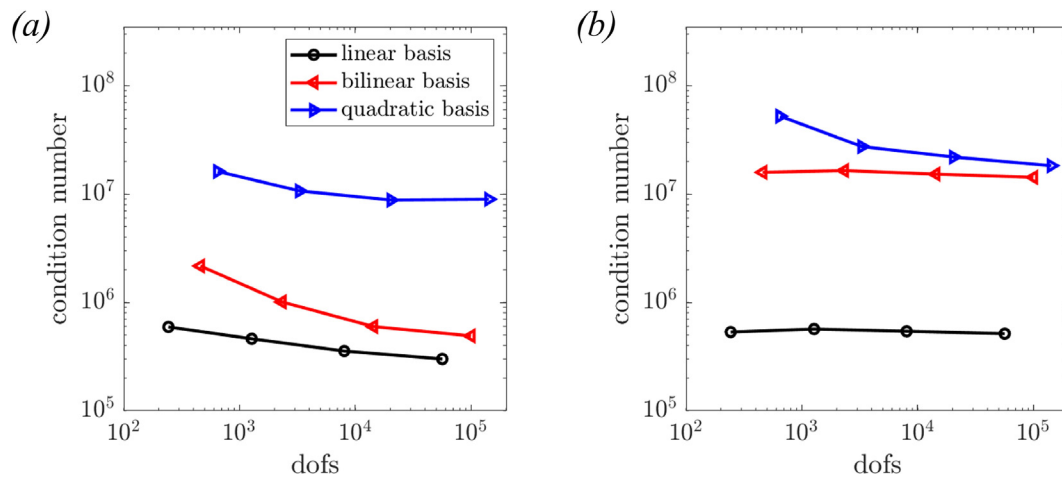 (a)
linear basis
bilinear basis
quadratic basis
10^8
10^7
10^6
10^5
condition number
10^2
10^3
10^4
10^5
dofs
(b)
10^8
10^7
10^6
10^5
condition number
10^2
10^3
10^4
10^5
dofs